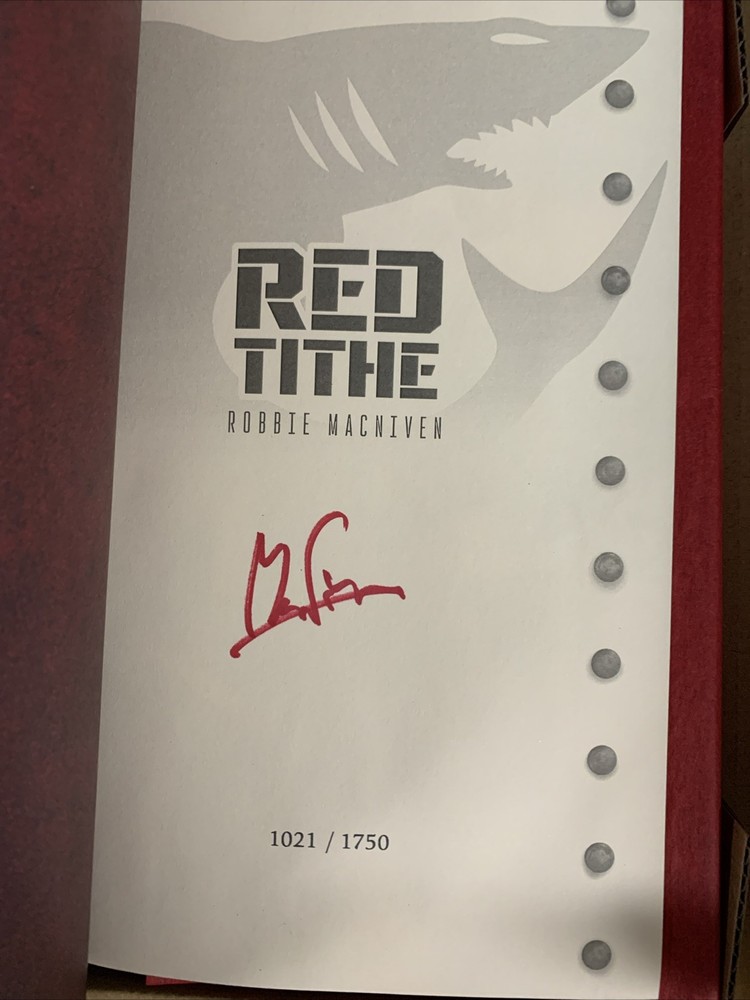 RED
TITHE
ROBBIE MACNIVEN
1021 / 1750